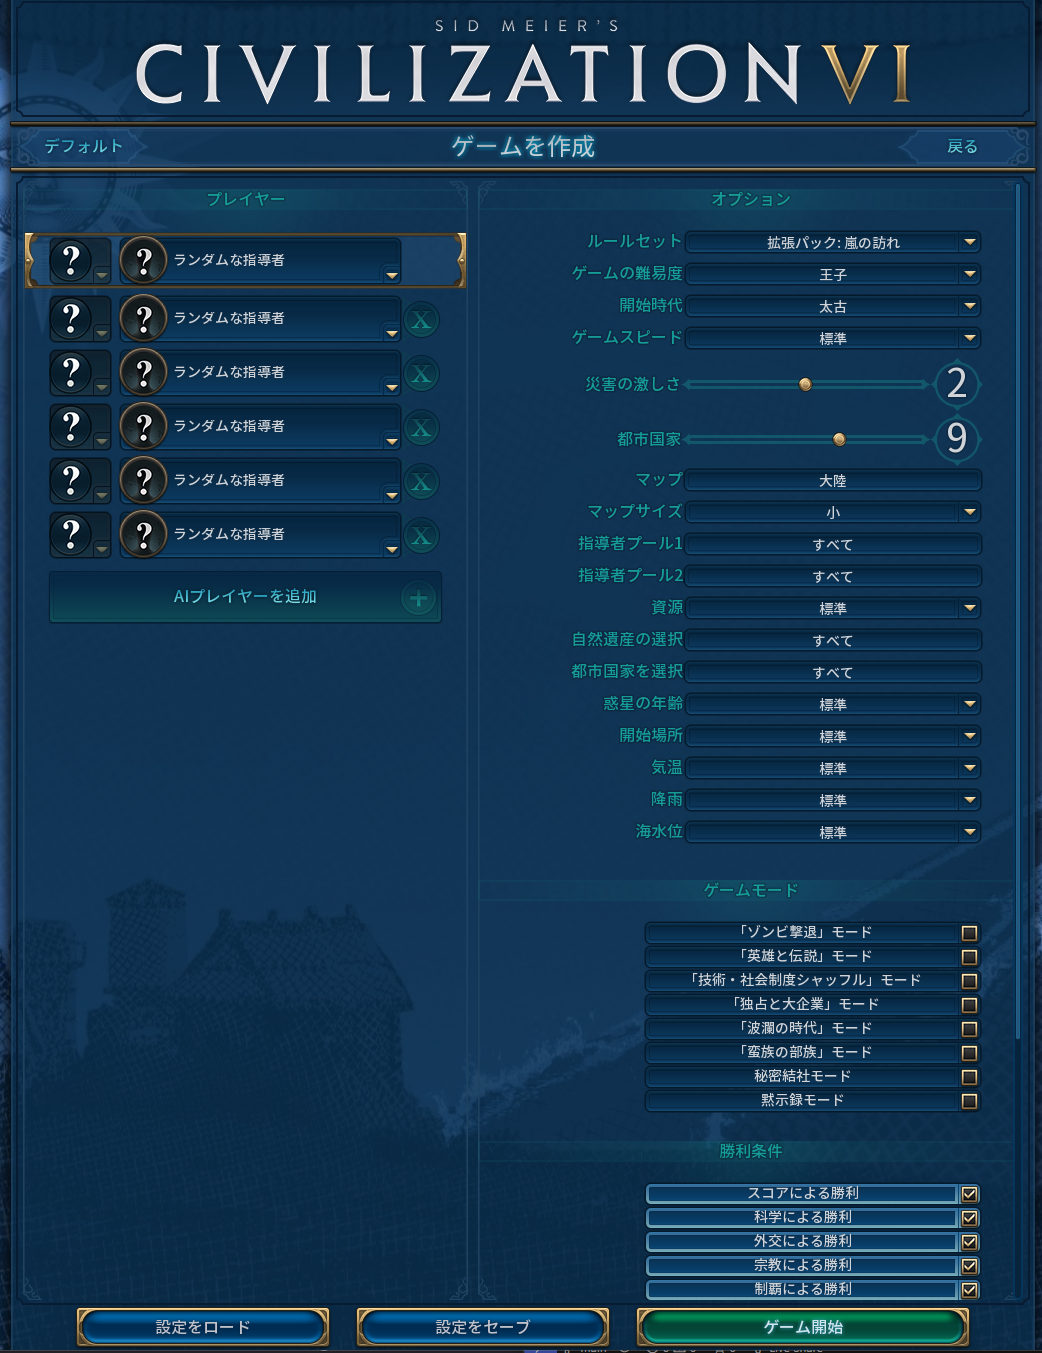 SID MEIER'S
CIVILIZATION VI
デフォルト
ゲームを作成
戻る
プレイヤー
? ? ランダムな指導者
? ? ランダムな指導者 X
? ? ランダムな指導者 X
? ? ランダムな指導者 X
? ? ランダムな指導者 X
? ? ランダムな指導者 X
AIプレイヤーを追加 +
オプション
ルールセット 拡張パック: 嵐の訪れ
ゲームの難易度 王子
開始時代 太古
ゲームスピード 標準
災害の激しさ 2
都市国家 9
マップ 大陸
マップサイズ 小
指導者プール1 すべて
指導者プール2 すべて
資源 標準
自然遺産の選択 すべて
都市国家を選択 すべて
惑星の年齢 標準
開始場所 標準
気温 標準
降雨 標準
海水位 標準
ゲームモード
「ゾンビ撃退」モード
「英雄と伝説」モード
「技術・社会制度シャッフル」モード
「独占と大企業」モード
「波瀾の時代」モード
「蛮族の部族」モード
秘密結社モード
黙示録モード
勝利条件
スコアによる勝利
科学による勝利
外交による勝利
宗教による勝利
制覇による勝利
設定をロード
設定をセーブ
ゲーム開始